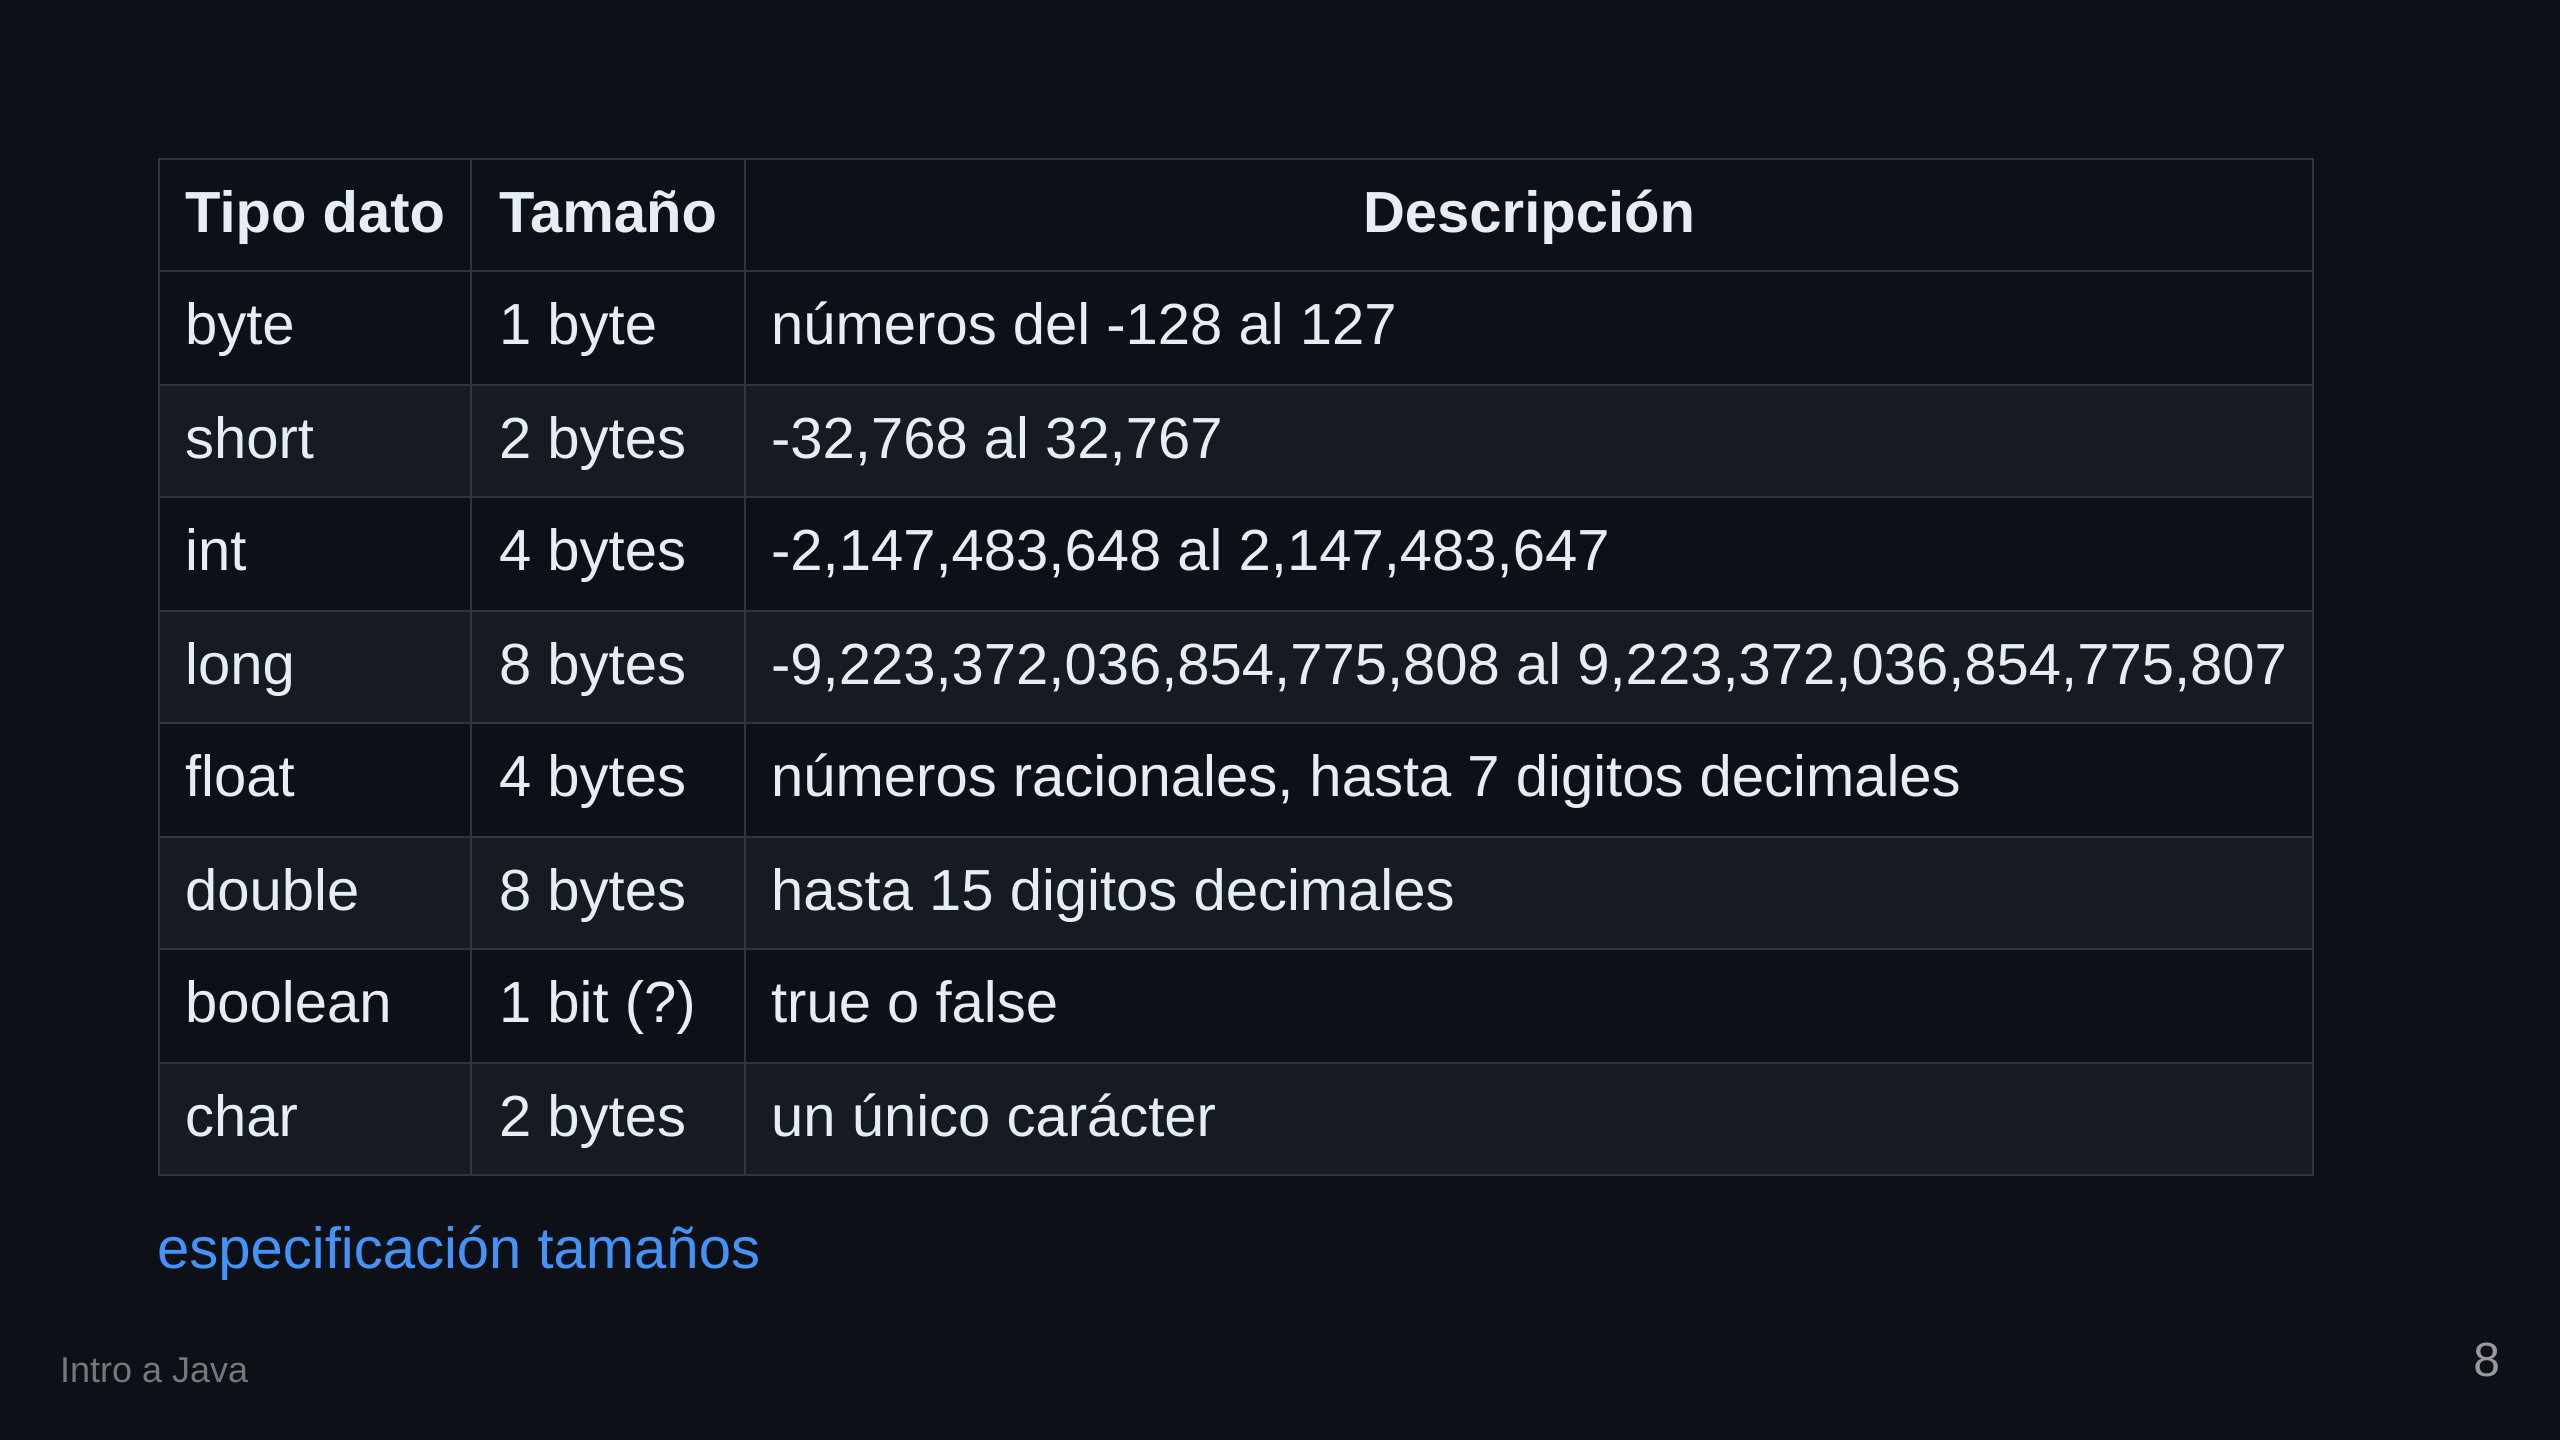 Tipo dato Tamaño Descripción
byte 1 byte números del -128 al 127
short 2 bytes -32,768 al 32,767
int 4 bytes -2,147,483,648 al 2,147,483,647
long 8 bytes -9,223,372,036,854,775,808 al 9,223,372,036,854,775,807
float 4 bytes números racionales, hasta 7 digitos decimales
double 8 bytes hasta 15 digitos decimales
boolean 1 bit (?) true o false
char 2 bytes un único carácter
especificación tamaños
Intro a Java 8